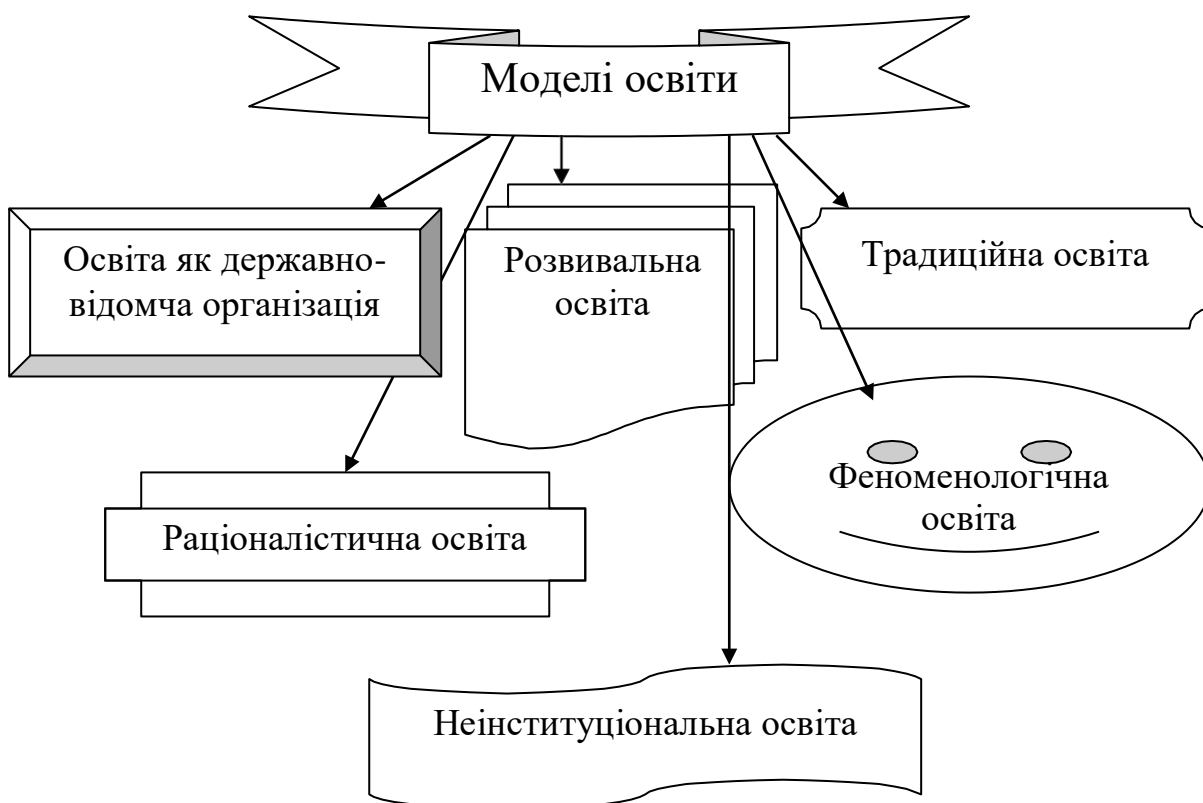 Моделі освіти
Освіта як державно-
відомча організація
Розвивальна
освіта
Традиційна освіта
Раціоналістична освіта
Феноменологічна
освіта
Неінституціональна освіта